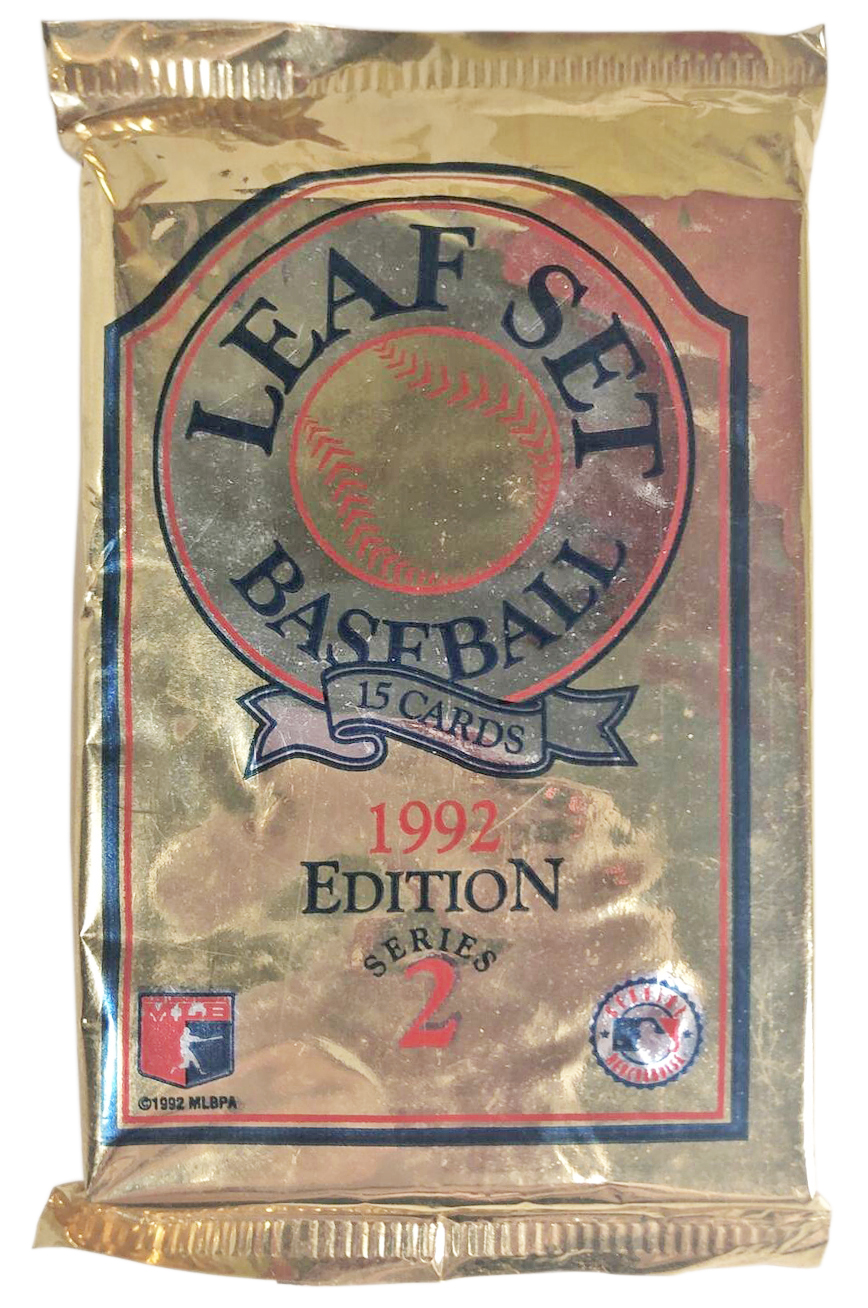 LEAF SET
BASEBALL
15 CARDS
1992
EDITION
SERIES
2
©1992 MLBPA